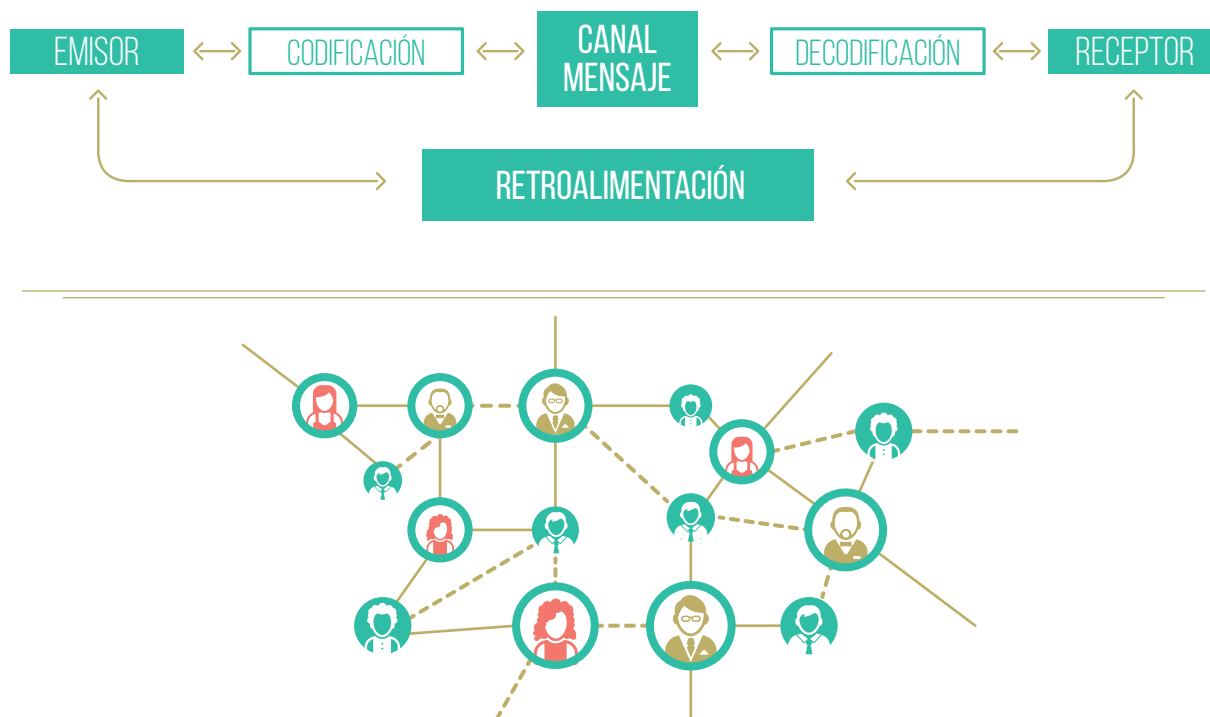 EMISOR
CODIFICACIÓN
CANAL
MENSAJE
DECODIFICACIÓN
RECEPTOR
RETROALIMENTACIÓN